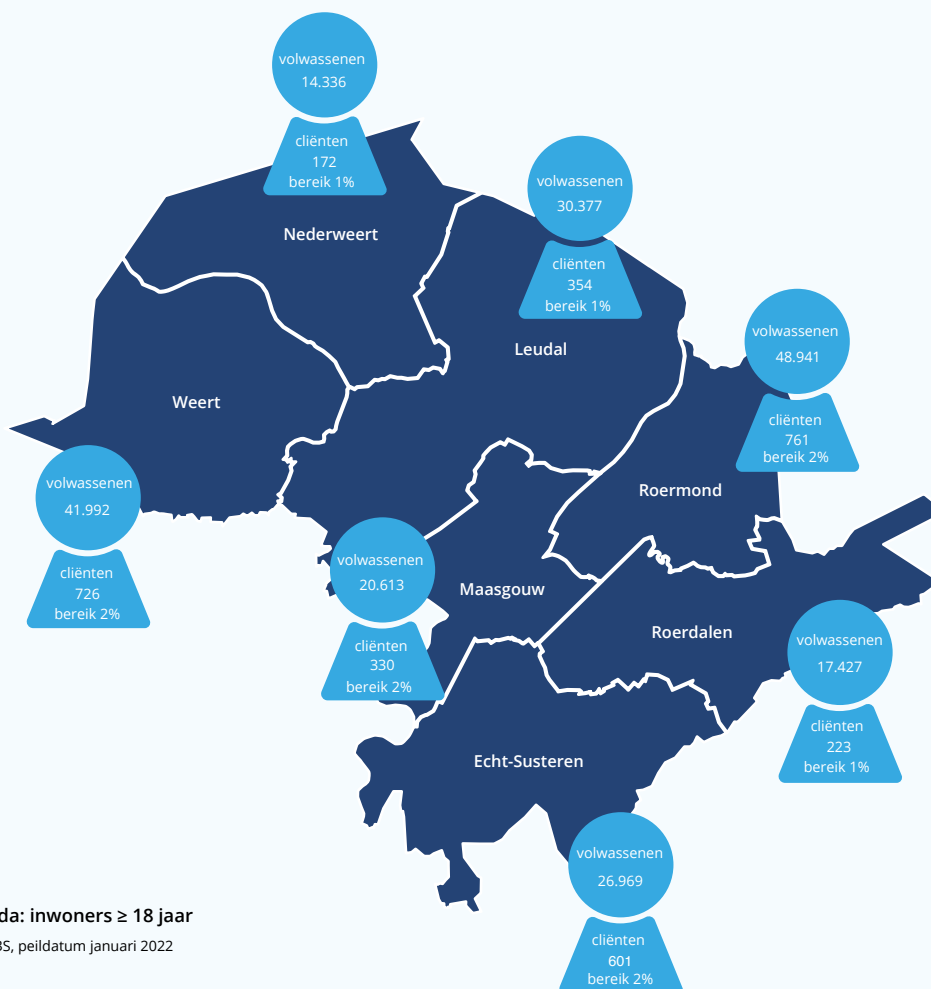 volwassenen
14.336
cliënten
172
bereik 1%
Nederweert
volwassenen
30.377
cliënten
354
bereik 1%
Leudal
volwassenen
48.941
cliënten
761
bereik 2%
Roermond
Weert
volwassenen
41.992
cliënten
726
bereik 2%
volwassenen
20.613
cliënten
330
bereik 2%
Maasgouw
Roerdalen
volwassenen
17.427
cliënten
223
bereik 1%
Echt-Susteren
volwassenen
26.969
cliënten
601
bereik 2%
inwoners ≥ 18 jaar
peildatum januari 2022